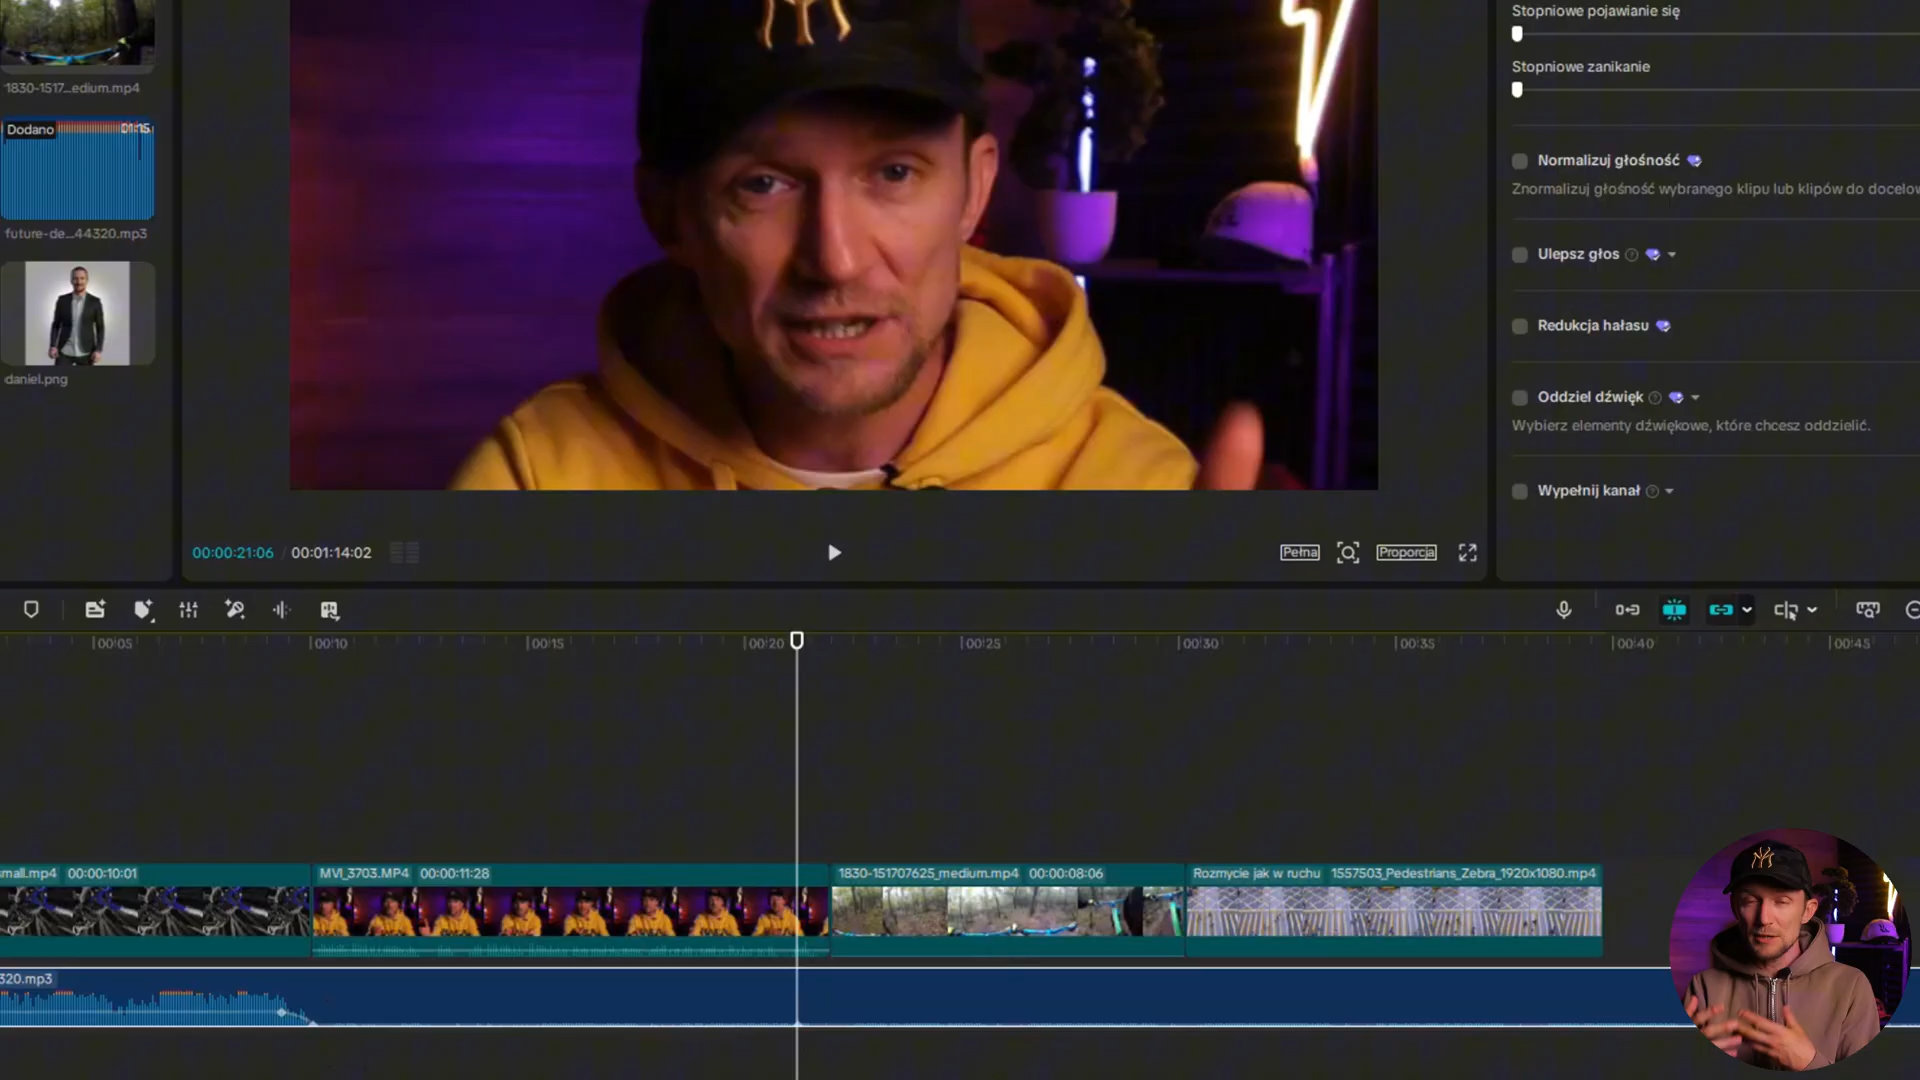 1830-1517...edium.mp4
Dodano
01:15
future-de...44320.mp3
daniel.png
Stopniowe pojawianie się
Stopniowe zanikanie
Normalizuj głośność
Znormalizuj głośność wybranego klipu lub klipów do docelow
Ulepsz głos
Redukcja hałasu
Oddziel dźwięk
Wybierz elementy dźwiękowe, które chcesz oddzielić.
Wypełnij kanał
00:00:21:06 / 00:01:14:02
Pełna
Proporcja
00:05 00:10 00:15 00:20 00:25 00:30 00:35 00:40 00:45
mall.mp4 00:00:10:01
MVI_3703.MP4 00:00:11:28
1830-151707625_medium.mp4 00:00:08:06
Rozmycie jak w ruchu 1557503_Pedestrians_Zebra_1920x1080.mp4
320.mp3